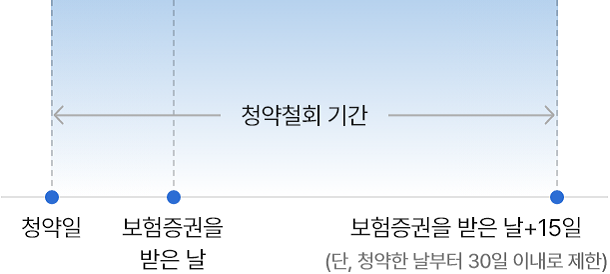 청약철회 기간
청약일
보험증권을
받은 날
보험증권을 받은 날+15일
(단, 청약한 날부터 30일 이내로 제한)